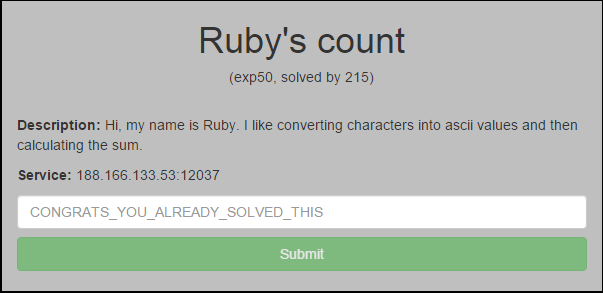 Ruby's count
(exp50, solved by 215)
Description: Hi, my name is Ruby. I like converting characters into ascii values and then
calculating the sum.
Service: 188.166.133.53:12037
CONGRATS_YOU_ALREADY_SOLVED_THIS
Submit